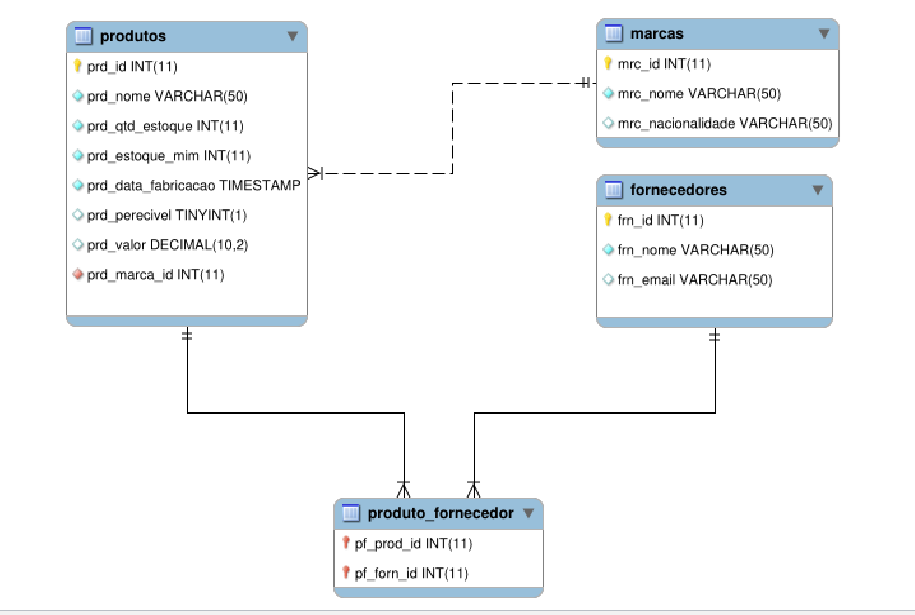 produtos
prd_id INT(11)
prd_nome VARCHAR(50)
prd_qtd_estoque INT(11)
prd_estoque_mim INT(11)
prd_data_fabricacao TIMESTAMP
prd_perecivel TINYINT(1)
prd_valor DECIMAL(10,2)
prd_marca_id INT(11)
marcas
mrc_id INT(11)
mrc_nome VARCHAR(50)
mrc_nacionalidade VARCHAR(50)
fornecedores
frn_id INT(11)
frn_nome VARCHAR(50)
frn_email VARCHAR(50)
produto_fornecedor
pf_prod_id INT(11)
pf_forn_id INT(11)